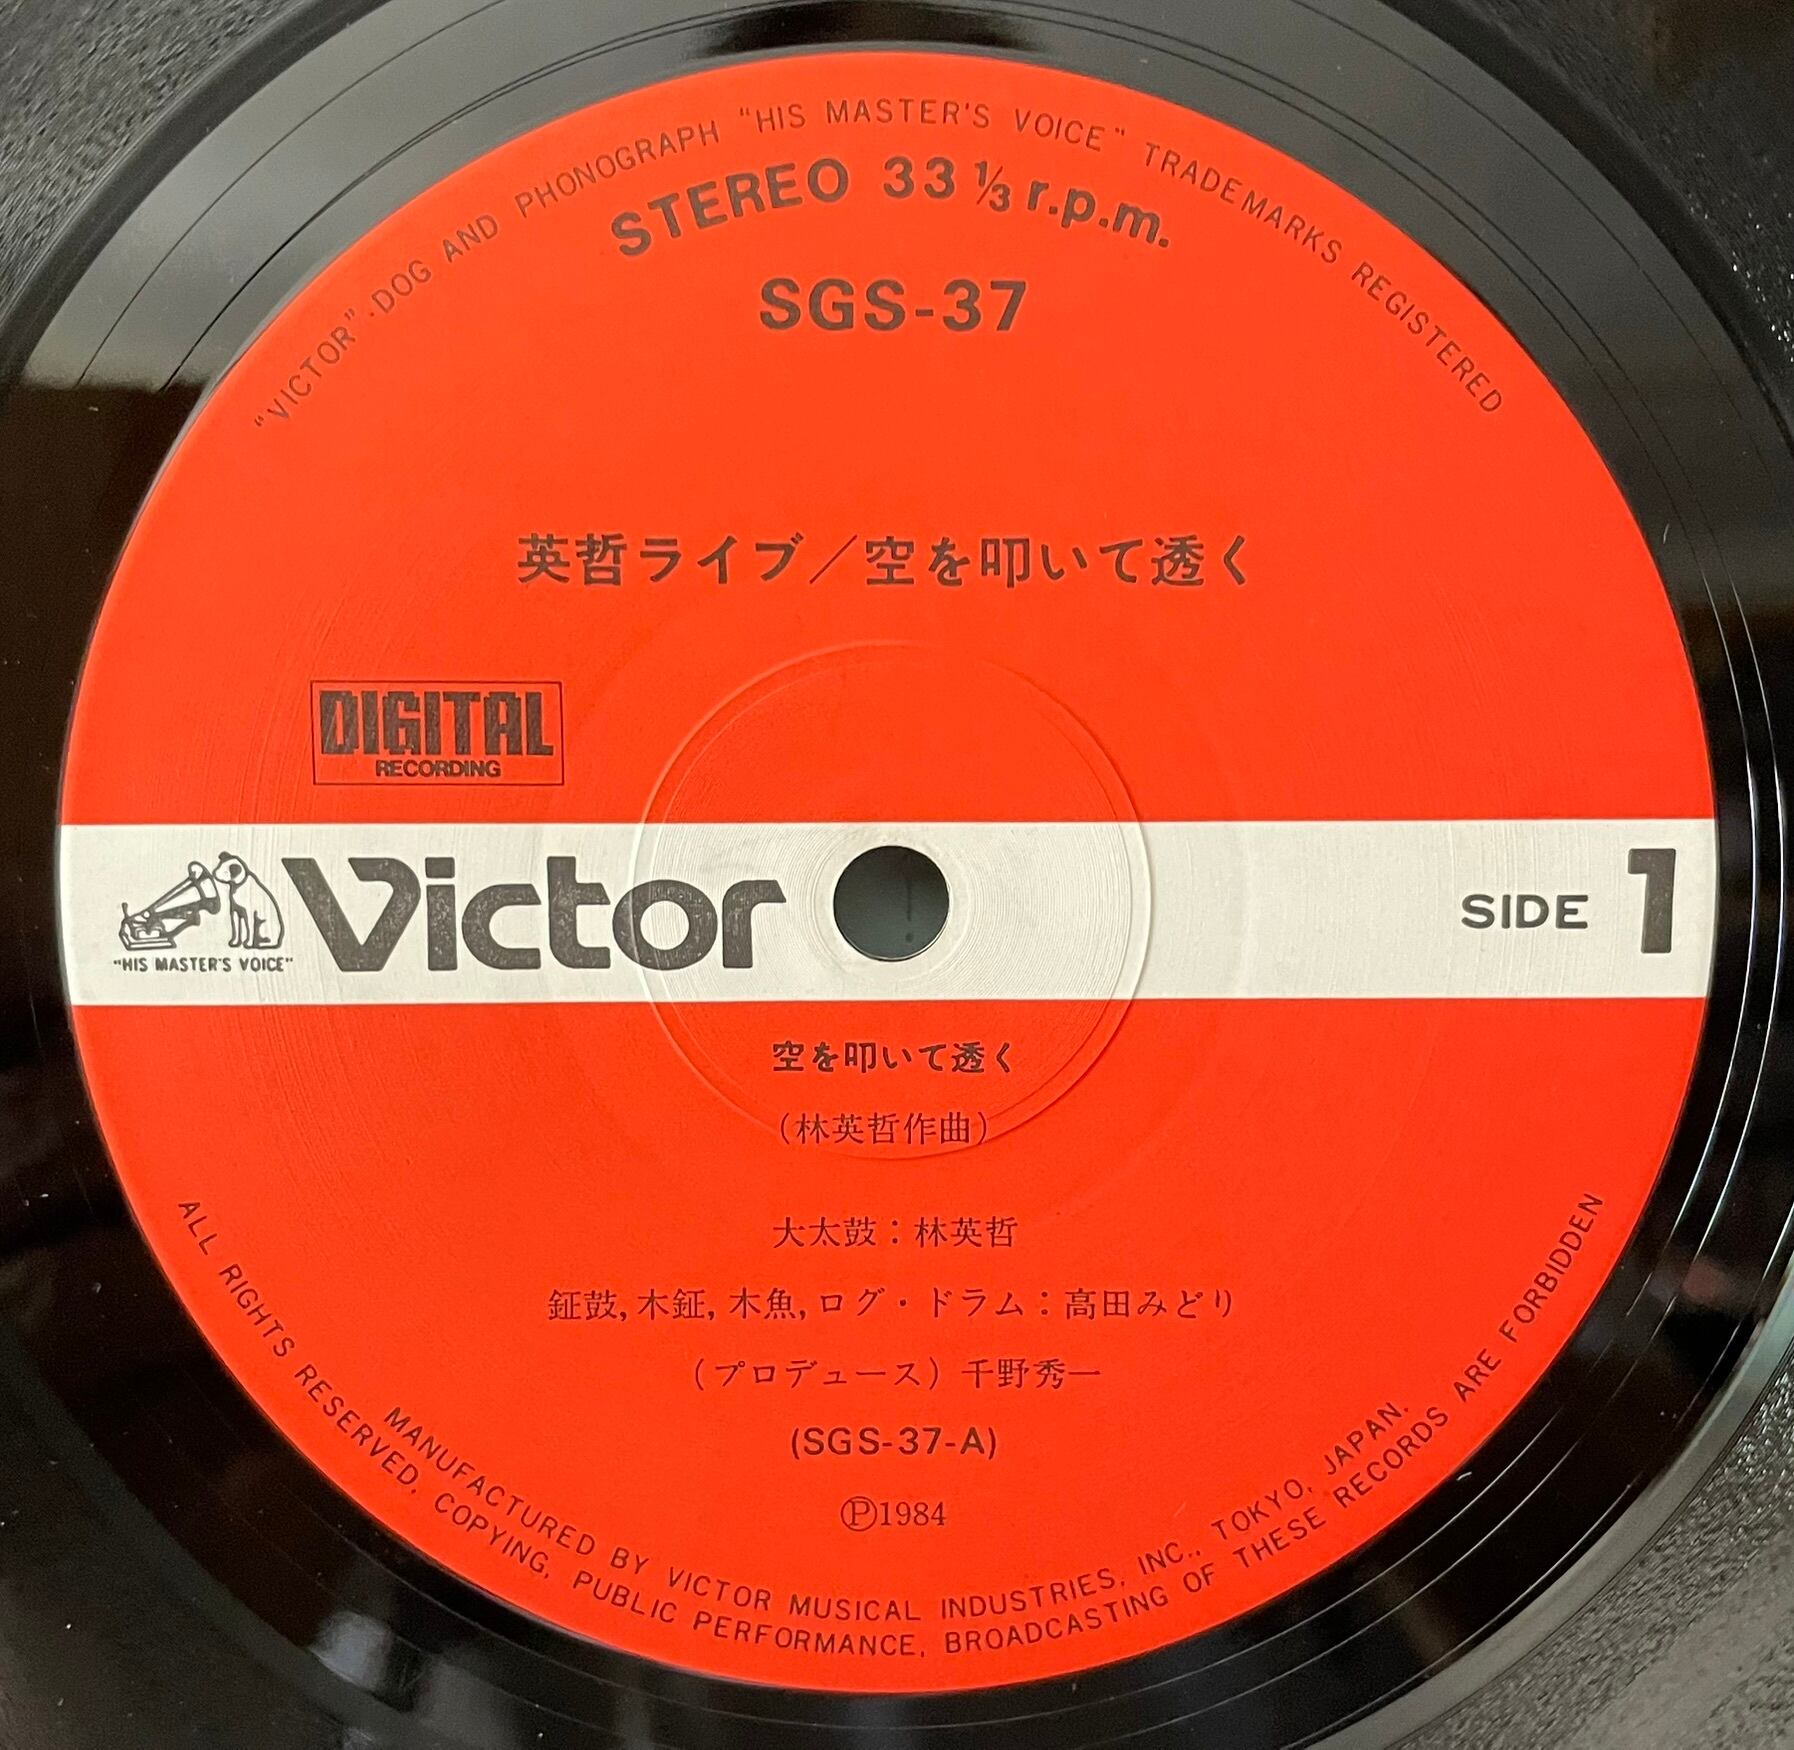 "VICTOR"・DOG AND PHONOGRAPH "HIS MASTER'S VOICE" TRADEMARKS REGISTERED
STEREO 33 1/3 r.p.m.
SGS-37
英哲ライブ／空を叩いて透く
DIGITAL
RECORDING
"HIS MASTER'S VOICE"
Victor
SIDE 1
空を叩いて透く
(林英哲作曲)
大太鼓：林英哲
鉦鼓, 木鉦, 木魚, ログ・ドラム：高田みどり
(プロデュース) 千野秀一
(SGS-37-A)
Ⓟ1984
MANUFACTURED BY VICTOR MUSICAL INDUSTRIES, INC., TOKYO, JAPAN.
ALL RIGHTS RESERVED. COPYING, PUBLIC PERFORMANCE, BROADCASTING OF THESE RECORDS ARE FORBIDDEN